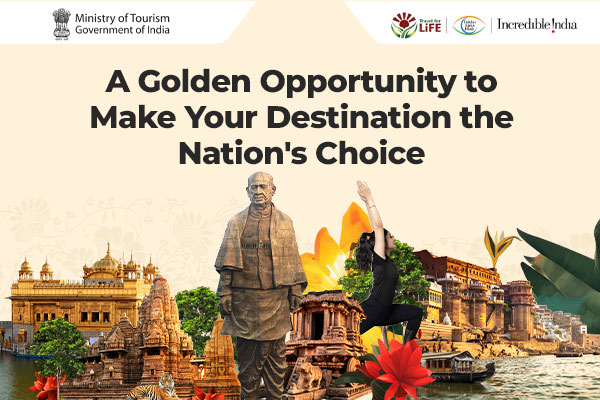 Ministry of Tourism
Government of India
Travel for
LiFE
Incredible !ndia
A Golden Opportunity to
Make Your Destination the
Nation's Choice